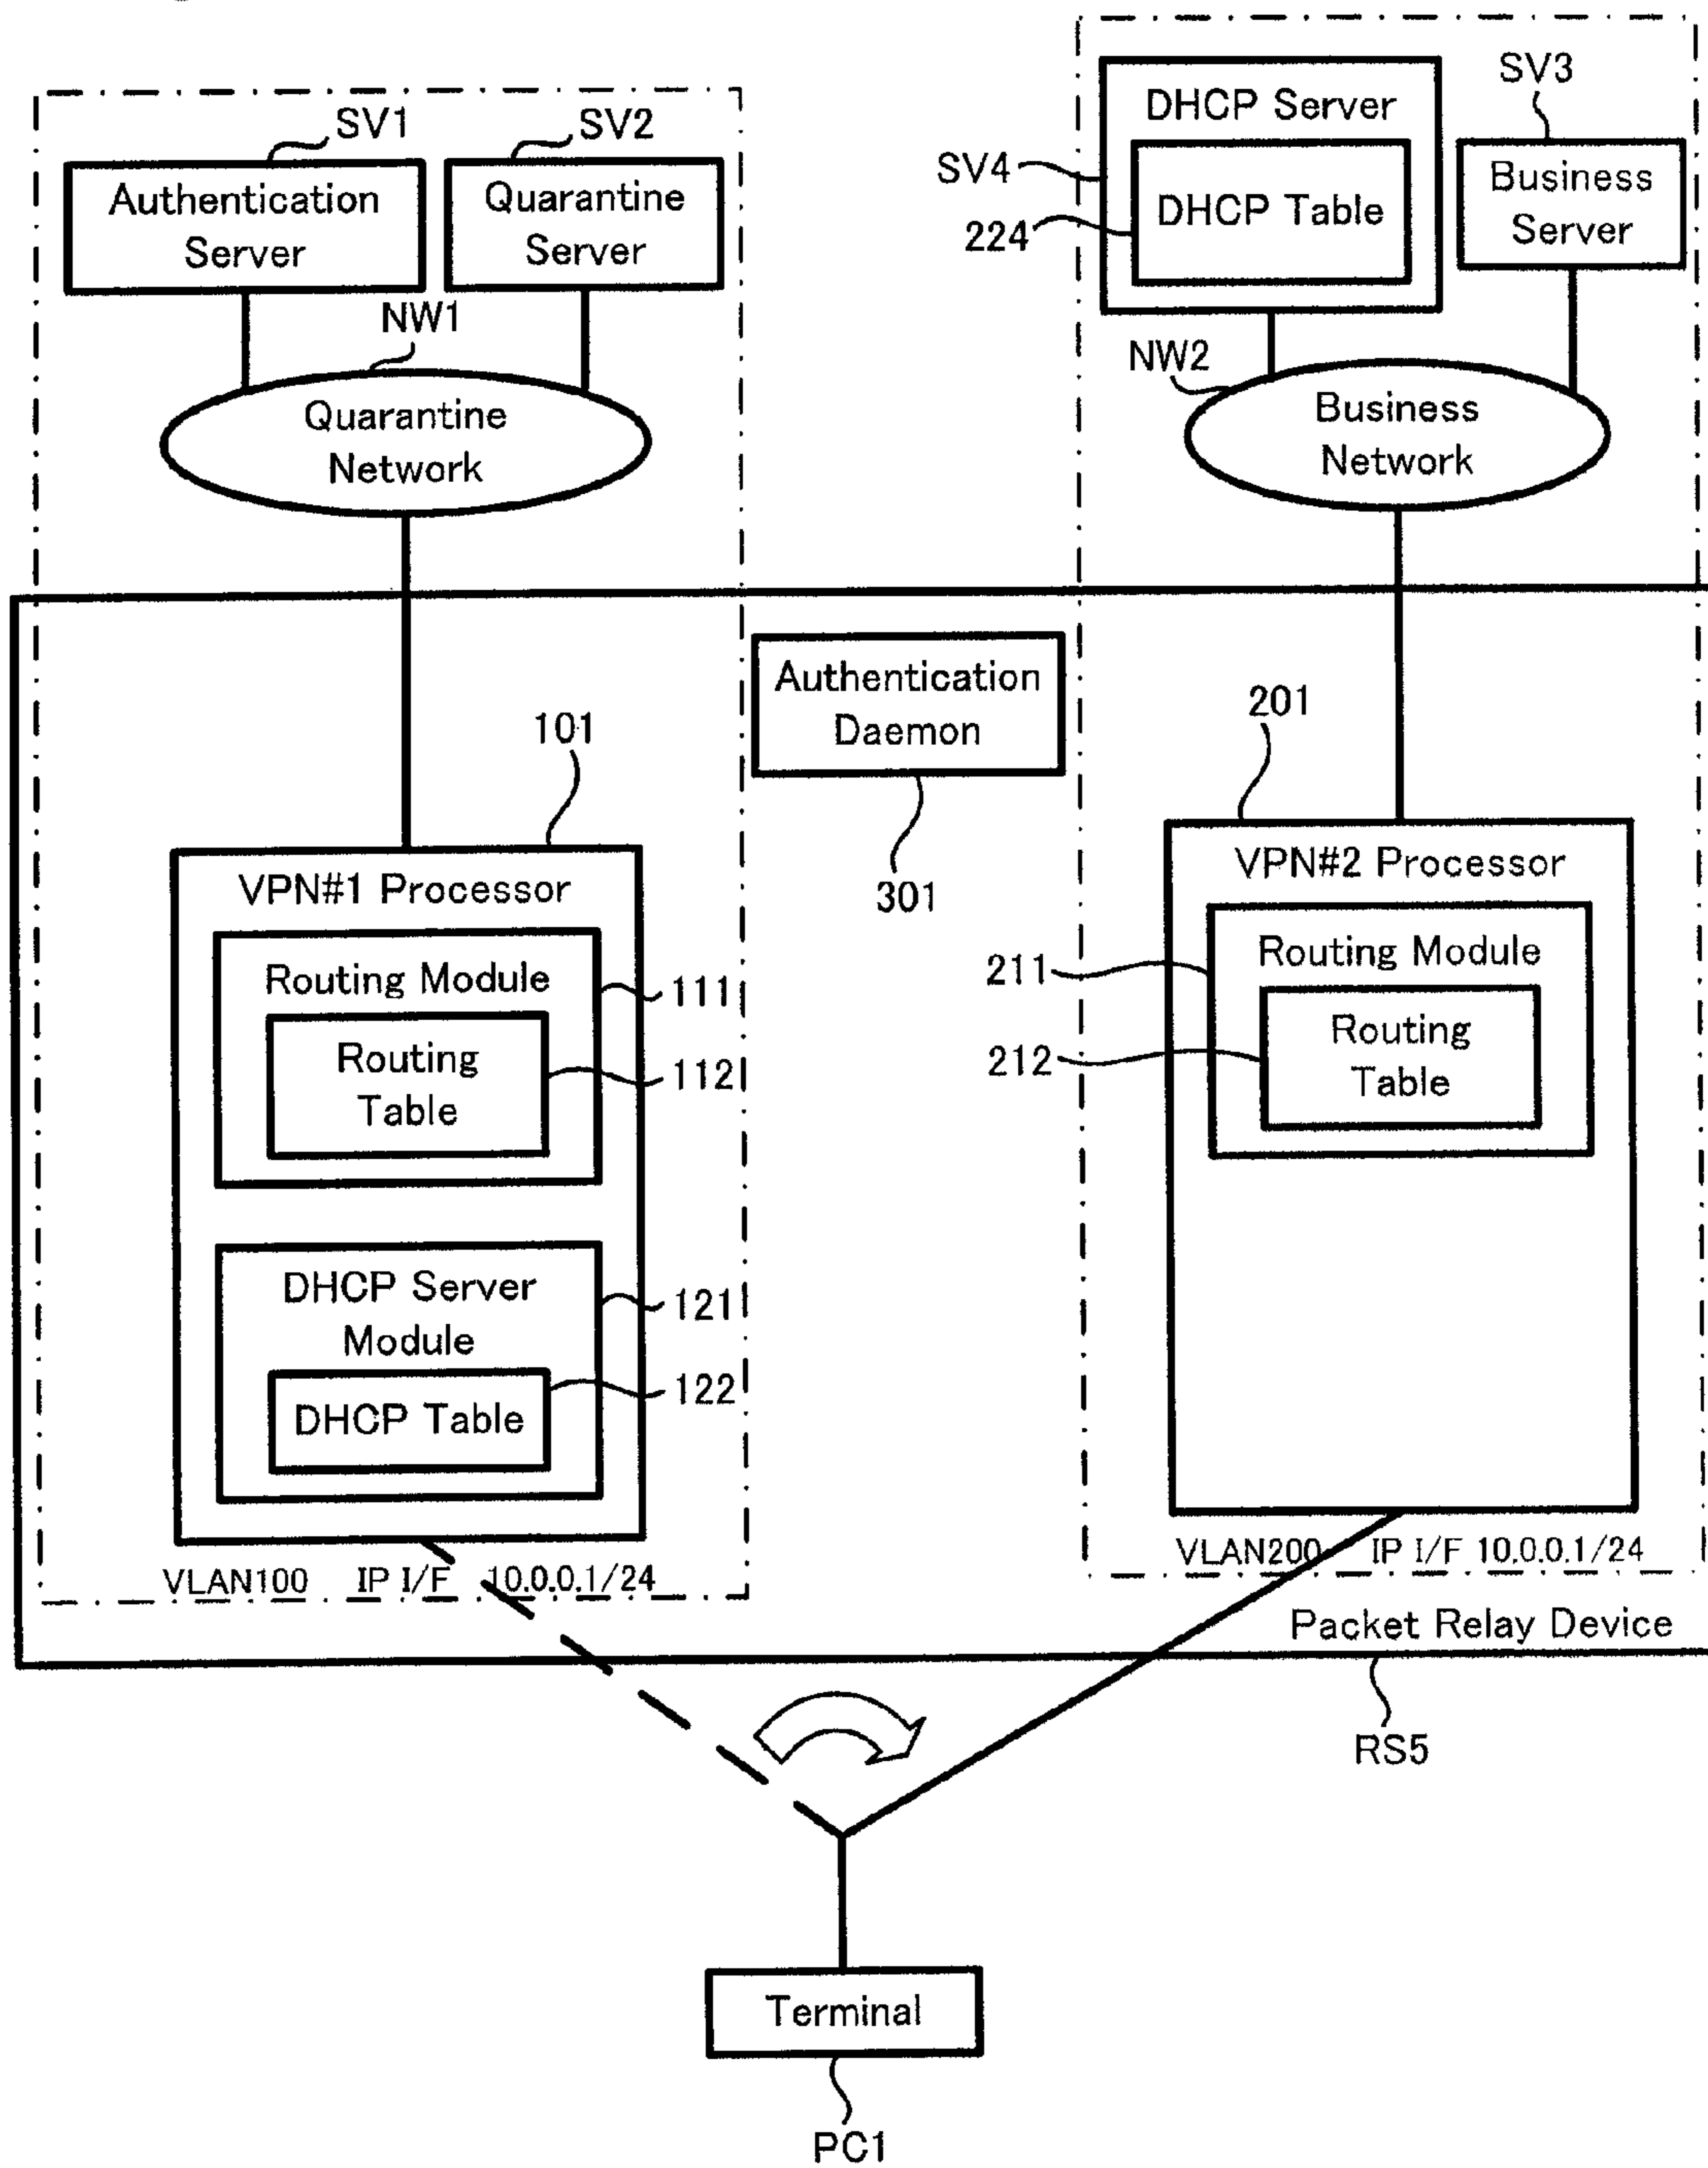 SV1
SV2
Authentication
Server
Quarantine
Server
NW1
Quarantine
Network
DHCP Server
SV3
SV4
DHCP Table
224
Business
Server
NW2
Business
Network
Authentication
Daemon
301
101
VPN#1 Processor
Routing Module
111
Routing
Table
112
DHCP Server
Module
121
DHCP Table
122
VLAN100 IP I/F 10.0.0.1/24
201
VPN#2 Processor
Routing Module
211
Routing
Table
212
VLAN200 IP I/F 10.0.0.1/24
Packet Relay Device
RS5
Terminal
PC1